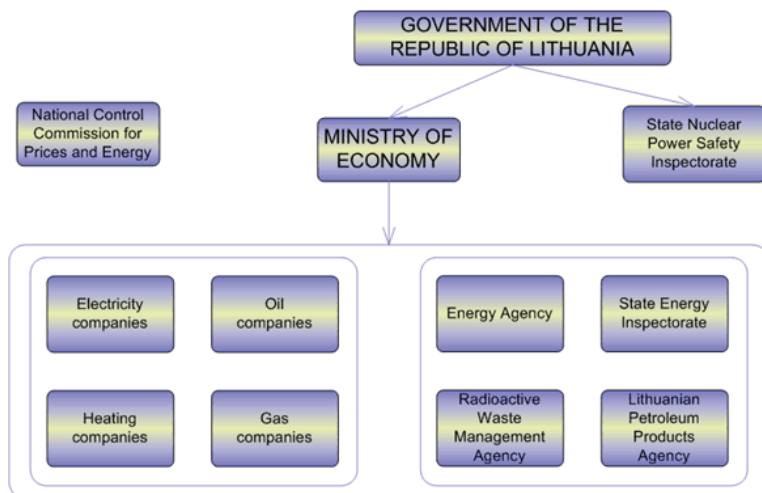 GOVERNMENT OF THE
REPUBLIC OF LITHUANIA
National Control
Commission for
Prices and Energy
MINISTRY OF
ECONOMY
State Nuclear
Power Safety
Inspectorate
Electricity
companies
Oil
companies
Energy Agency
State Energy
Inspectorate
Heating
companies
Gas
companies
Radioactive
Waste
Management
Agency
Lithuanian
Petroleum
Products
Agency